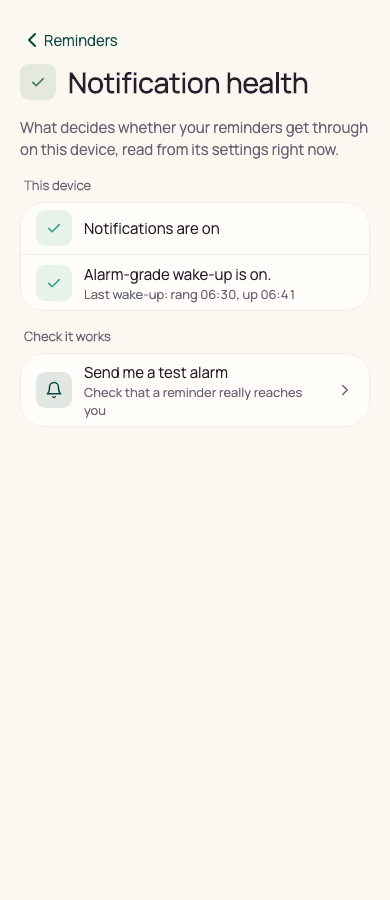 Reminders
Notification health
What decides whether your reminders get through
on this device, read from its settings right now.
This device
Notifications are on
Alarm-grade wake-up is on.
Last wake-up: rang 06:30, up 06:41
Check it works
Send me a test alarm
Check that a reminder really reaches
you